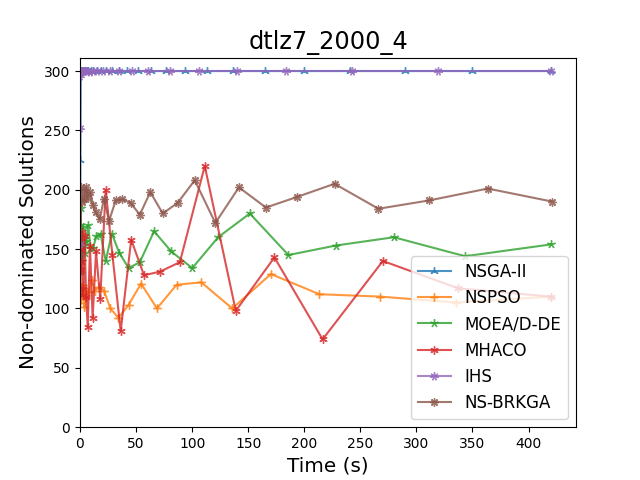 dtlz7_2000_4
Non-dominated Solutions
300
250
200
150
100
50
0
0 50 100 150 200 250 300 350 400
Time (s)
NSGA-II
NSPSO
MOEA/D-DE
MHACO
IHS
NS-BRKGA